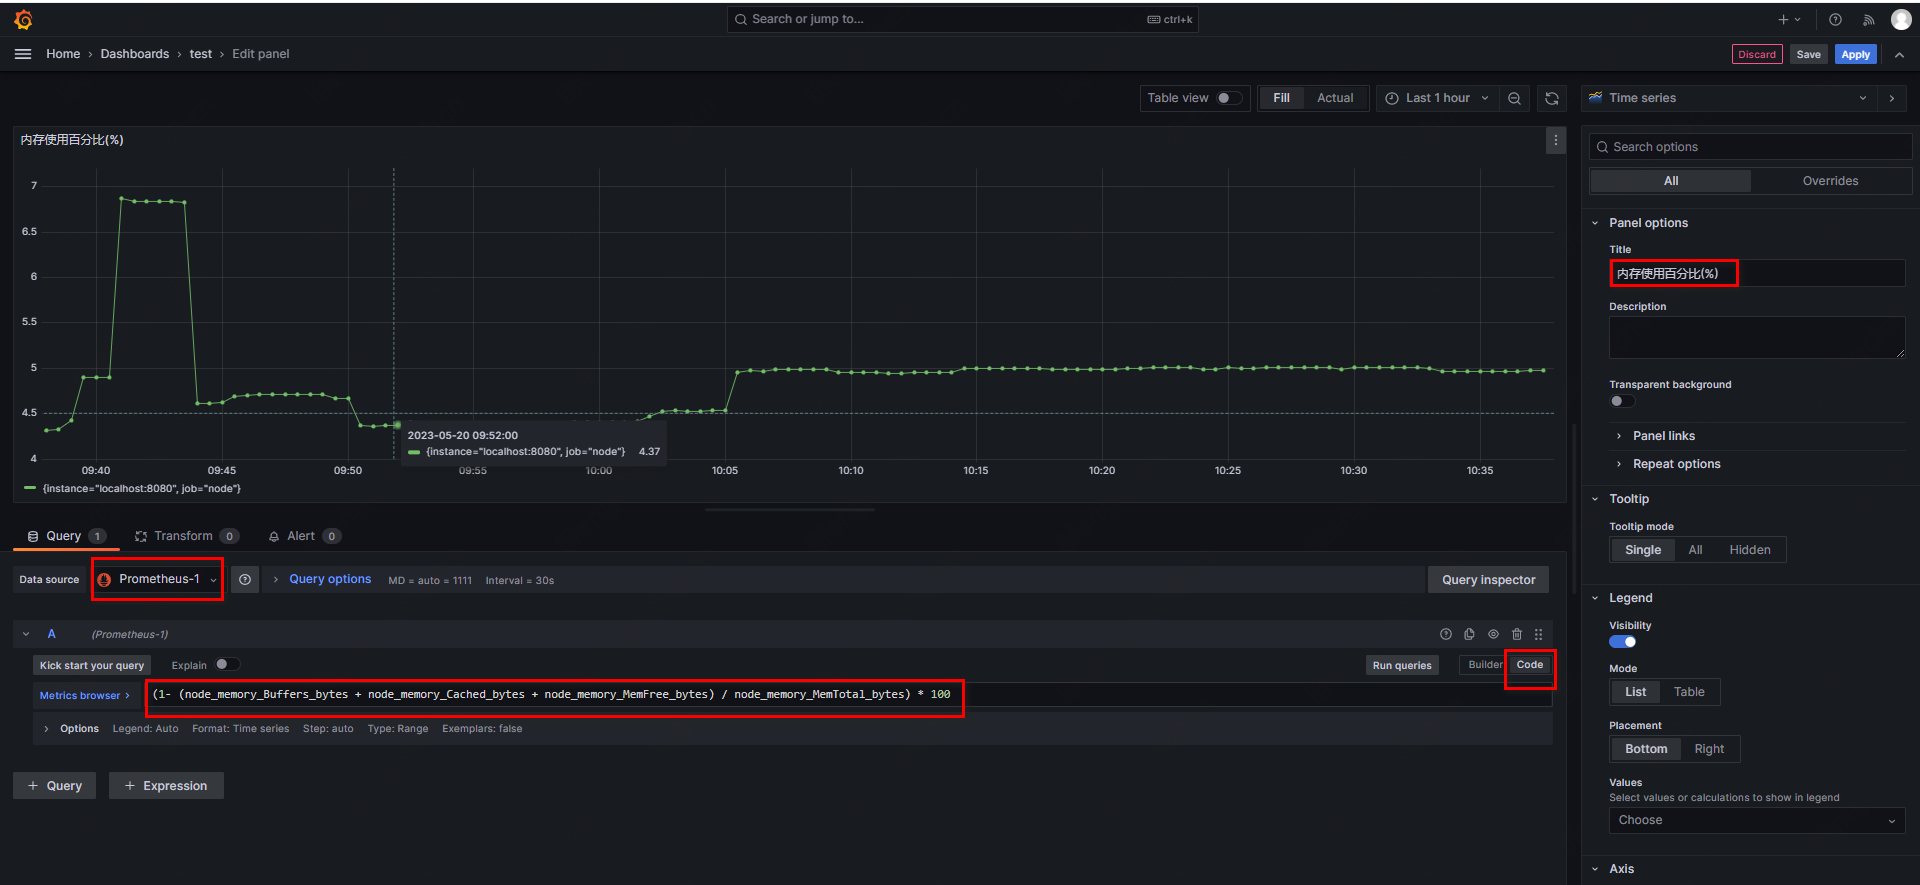 Search or jump to...
ctrl+k
Home › Dashboards › test › Edit panel
Discard
Save
Apply
Table view
Fill
Actual
Last 1 hour
Time series
内存使用百分比(%)
7
6.5
6
5.5
5
4.5
4
09:40
09:45
09:50
09:55
10:00
10:05
10:10
10:15
10:20
10:25
10:30
10:35
2023-05-20 09:52:00
{instance="localhost:8080", job="node"} 4.37
{instance="localhost:8080", job="node"}
Query 1
Transform 0
Alert 0
Data source
Prometheus-1
Query options
MD = auto = 1111
Interval = 30s
Query inspector
A
(Prometheus-1)
Kick start your query
Explain
Run queries
Builder
Code
Metrics browser >
(1- (node_memory_Buffers_bytes + node_memory_Cached_bytes + node_memory_MemFree_bytes) / node_memory_MemTotal_bytes) * 100
Options
Legend: Auto
Format: Time series
Step: auto
Type: Range
Exemplars: false
+ Query
+ Expression
Search options
All
Overrides
Panel options
Title
内存使用百分比(%)
Description
Transparent background
Panel links
Repeat options
Tooltip
Tooltip mode
Single
All
Hidden
Legend
Visibility
Mode
List
Table
Placement
Bottom
Right
Values
Select values or calculations to show in legend
Choose
Axis